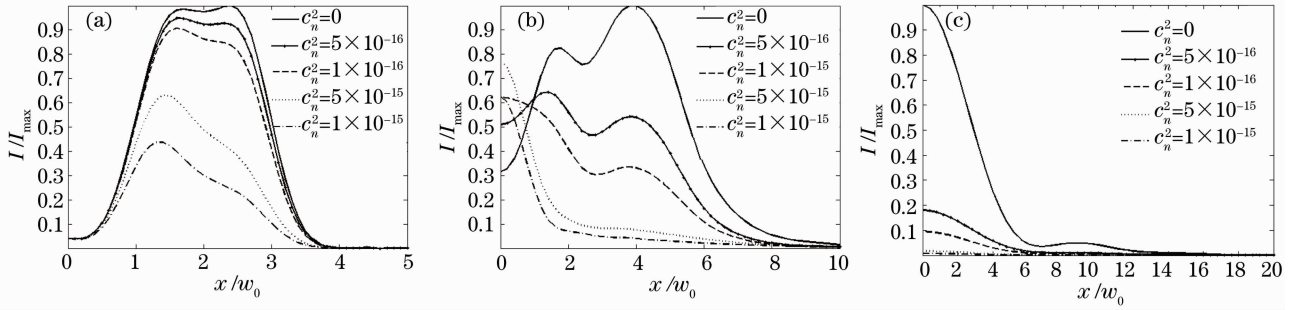 (a)
c_n^2=0
c_n^2=5×10^-16
c_n^2=1×10^-16
c_n^2=5×10^-15
c_n^2=1×10^-15
I/I_max
0.9
0.8
0.7
0.6
0.5
0.4
0.3
0.2
0.1
0 1 2 3 4 5
x/w_0
(b)
c_n^2=0
c_n^2=5×10^-16
c_n^2=1×10^-15
c_n^2=5×10^-15
c_n^2=1×10^-15
I/I_max
0.9
0.8
0.7
0.6
0.5
0.4
0.3
0.2
0.1
0 2 4 6 8 10
x/w_0
(c)
c_n^2=0
c_n^2=5×10^-16
c_n^2=1×10^-16
c_n^2=5×10^-15
c_n^2=1×10^-15
I/I_max
0.9
0.8
0.7
0.6
0.5
0.4
0.3
0.2
0.1
0 2 4 6 8 10 12 14 16 18 20
x/w_0